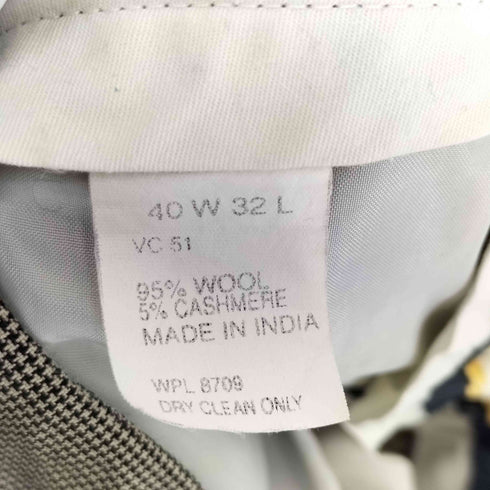 40 W 32 L
VC 51
95% WOOL
5% CASHMERE
MADE IN INDIA
WPL 8709
DRY CLEAN ONLY